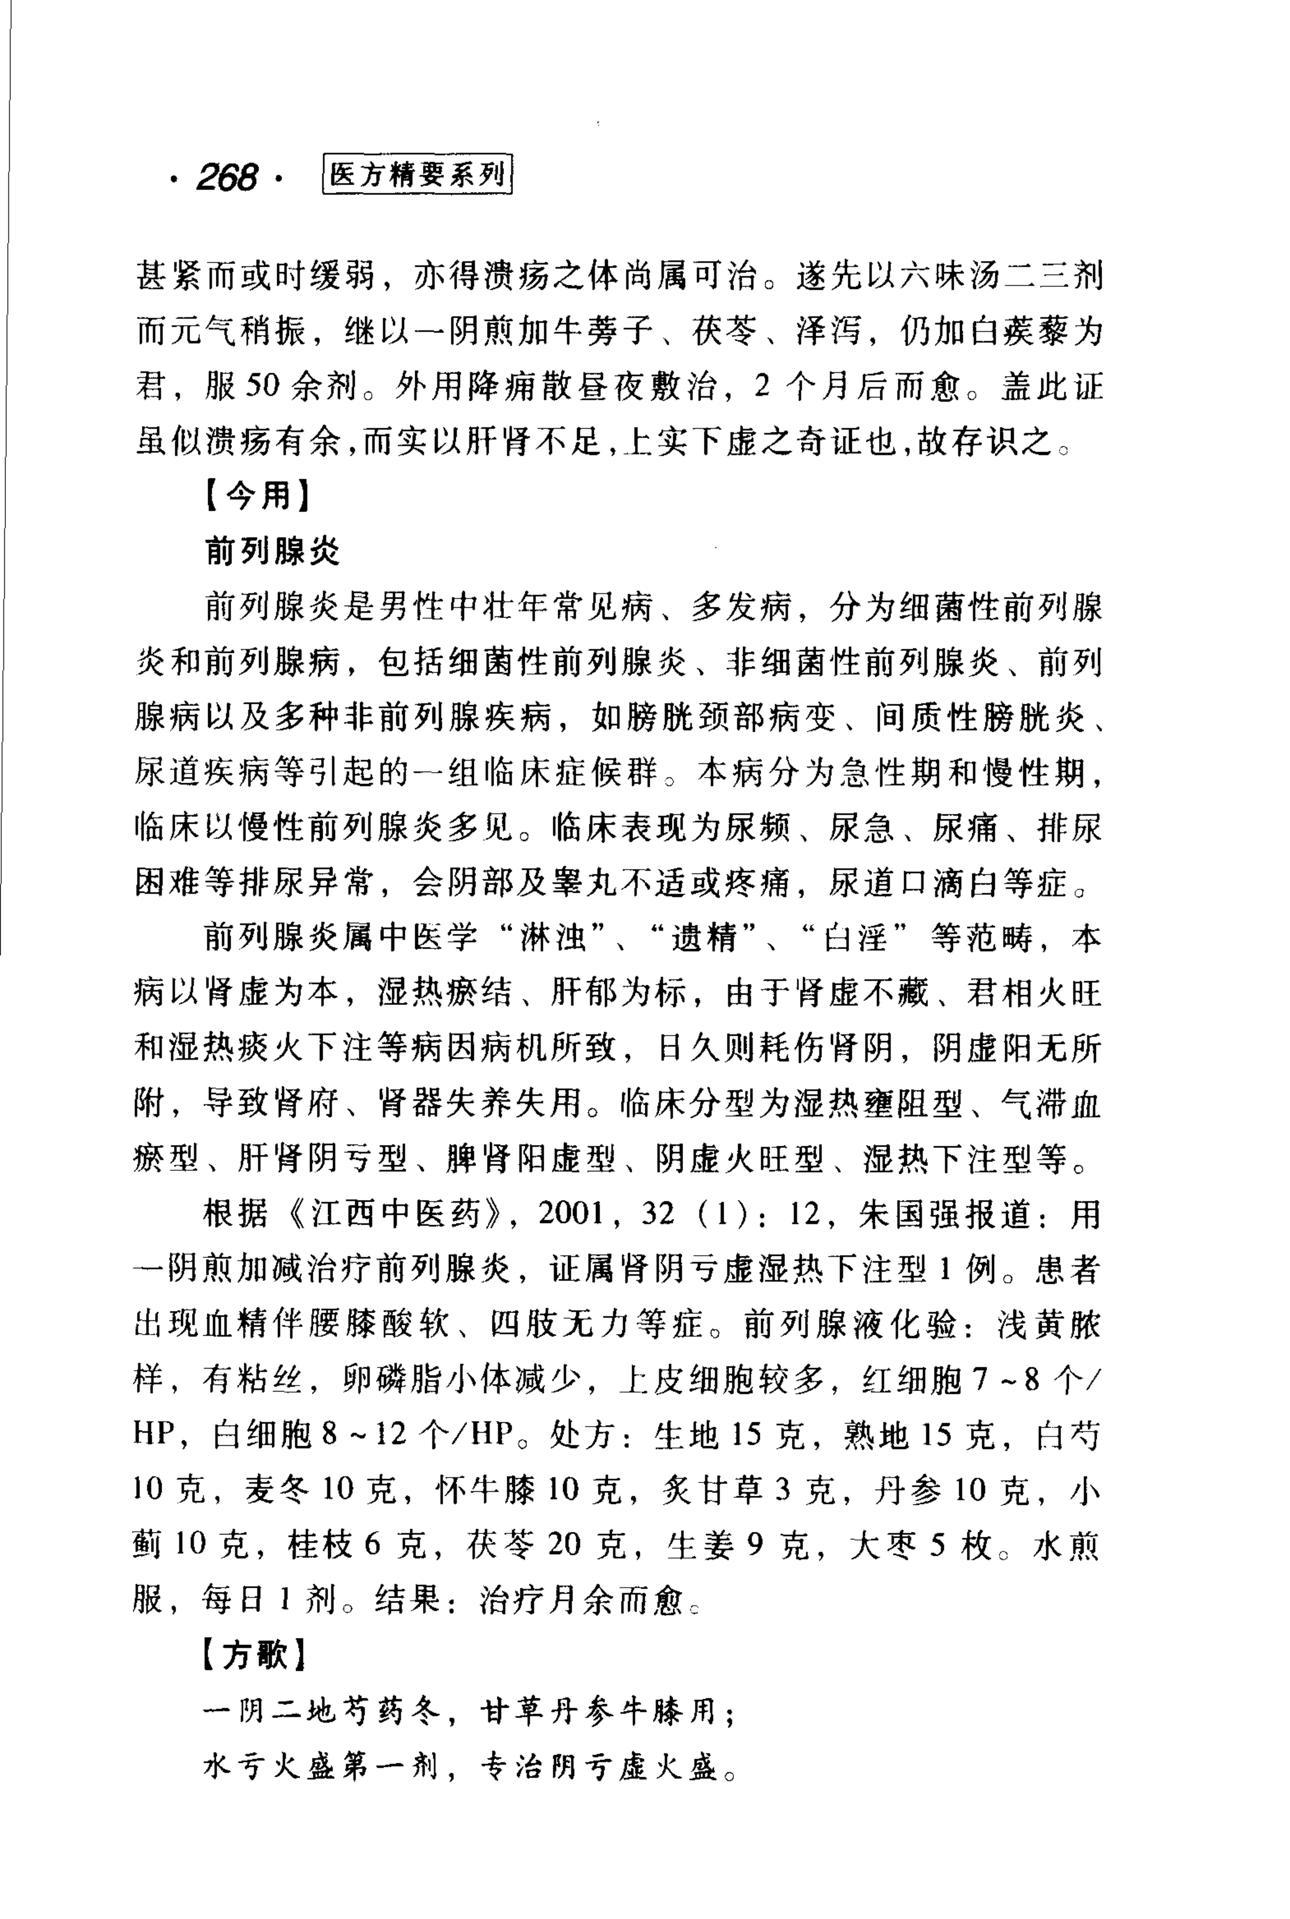 ·268· 医方精要系列
甚紧而或时缓弱，亦得溃疡之体尚属可治。遂先以六味汤二三剂
而元气稍振，继以一阴煎加牛蒡子、茯苓、泽泻，仍加白蒺藜为
君，服50余剂。外用降痈散昼夜敷治，2个月后而愈。盖此证
虽似溃疡有余，而实以肝肾不足，上实下虚之奇证也，故存识之。
【今用】
前列腺炎
前列腺炎是男性中壮年常见病、多发病，分为细菌性前列腺
炎和前列腺病，包括细菌性前列腺炎、非细菌性前列腺炎、前列
腺病以及多种非前列腺疾病，如膀胱颈部病变、间质性膀胱炎、
尿道疾病等引起的一组临床症候群。本病分为急性期和慢性期，
临床以慢性前列腺炎多见。临床表现为尿频、尿急、尿痛、排尿
困难等排尿异常，会阴部及睾丸不适或疼痛，尿道口滴白等症。
前列腺炎属中医学“淋浊”、“遗精”、“白淫”等范畴，本
病以肾虚为本，湿热瘀结、肝郁为标，由于肾虚不藏、君相火旺
和湿热痰火下注等病因病机所致，日久则耗伤肾阴，阴虚阳无所
附，导致肾府、肾器失养失用。临床分型为湿热壅阻型、气滞血
瘀型、肝肾阴亏型、脾肾阳虚型、阴虚火旺型、湿热下注型等。
根据《江西中医药》，2001，32（1）：12，朱国强报道：用
一阴煎加减治疗前列腺炎，证属肾阴亏虚湿热下注型1例。患者
出现血精伴腰膝酸软、四肢无力等症。前列腺液化验：浅黄脓
样，有粘丝，卵磷脂小体减少，上皮细胞较多，红细胞7~8个/
HP，白细胞8~12个/HP。处方：生地15克，熟地15克，白芍
10克，麦冬10克，怀牛膝10克，炙甘草3克，丹参10克，小
蓟10克，桂枝6克，茯苓20克，生姜9克，大枣5枚。水煎
服，每日1剂。结果：治疗月余而愈。
【方歌】
一阴二地芍药冬，甘草丹参牛膝用；
水亏火盛第一剂，专治阴亏虚火盛。